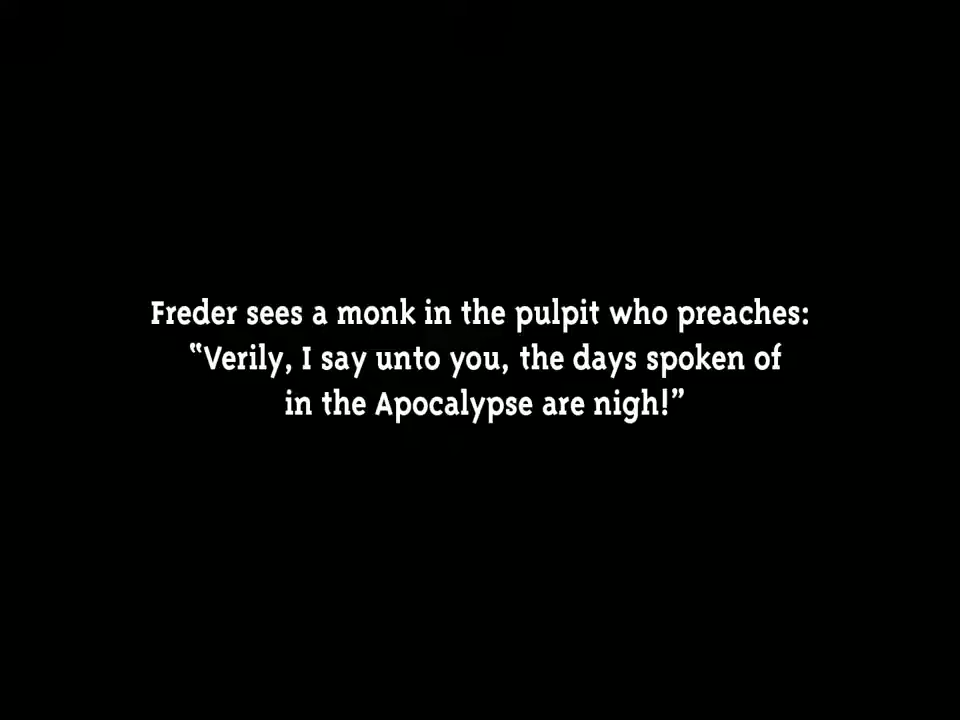 Freder sees a monk in the pulpit who preaches:
“Verily, I say unto you, the days spoken of
in the Apocalypse are nigh!”